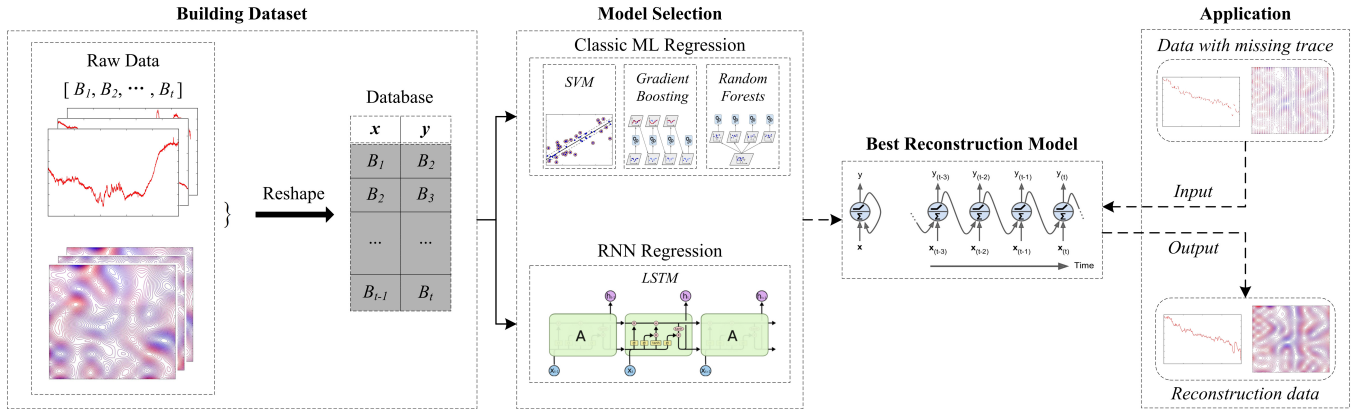 Building Dataset
Raw Data
[ B1, B2, ⋯ , Bt ]
}
Reshape
Database
x y
B1 B2
B2 B3
... ...
Bt-1 Bt
Model Selection
Classic ML Regression
SVM
Gradient
Boosting
Random
Forests
RNN Regression
LSTM
A
A
Best Reconstruction Model
y y(t-3) y(t-2) y(t-1) y(t)
Σ Σ Σ Σ Σ
x x(t-3) x(t-2) x(t-1) x(t)
Time
Application
Data with missing trace
Input
Output
Reconstruction data